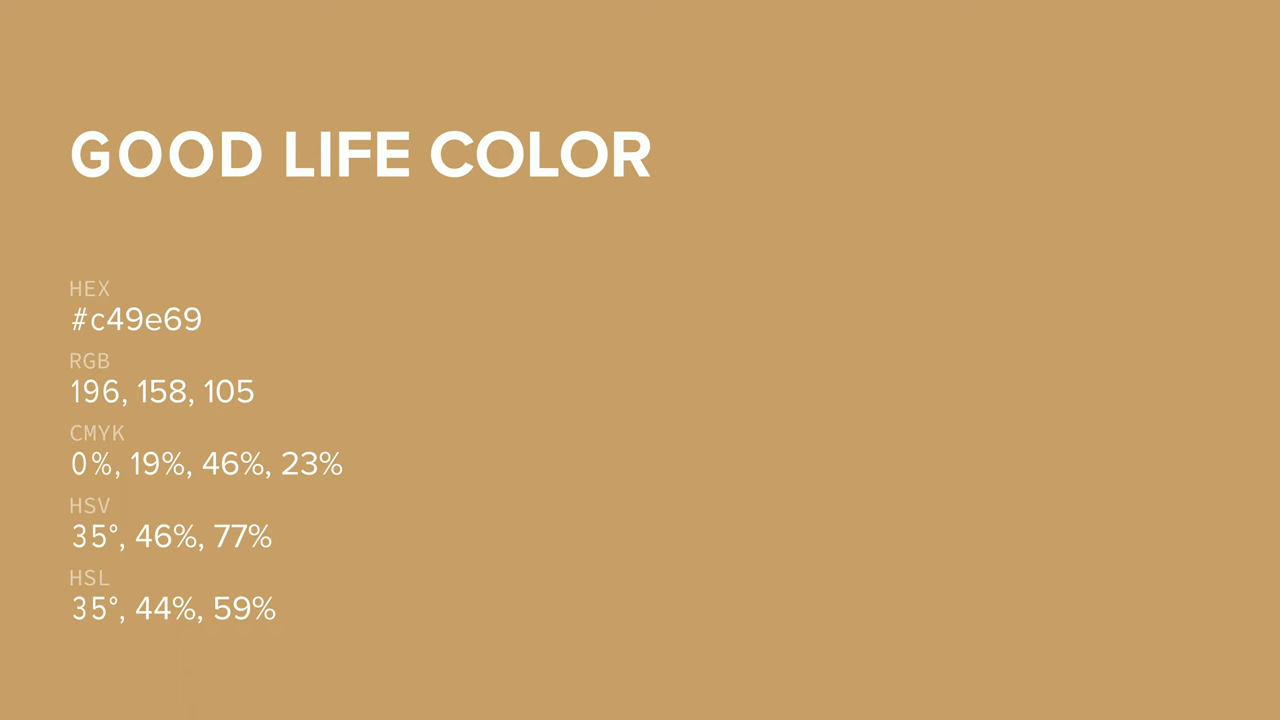 GOOD LIFE COLOR
HEX
#c49e69
RGB
196, 158, 105
CMYK
0%, 19%, 46%, 23%
HSV
35°, 46%, 77%
HSL
35°, 44%, 59%